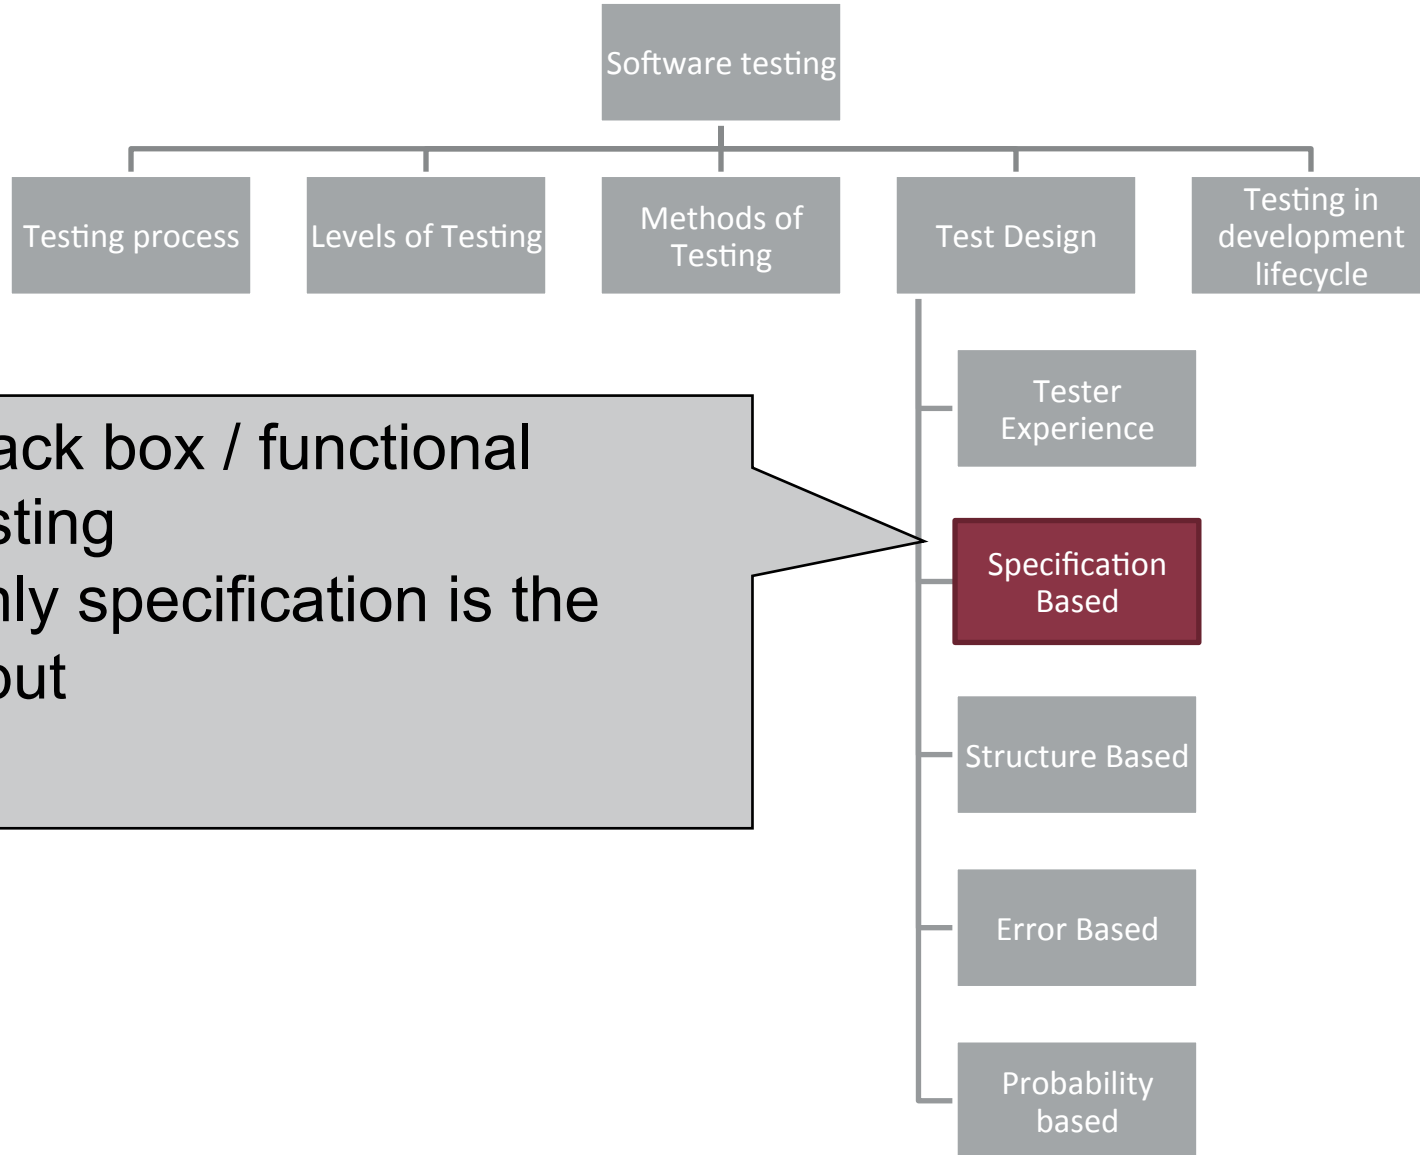 Software testing
Testing process
Levels of Testing
Methods of
Testing
Test Design
Testing in
development
lifecycle
Tester
Experience
ack box / functional
sting
nly specification is the
out
Specification
Based
Structure Based
Error Based
Probability
based